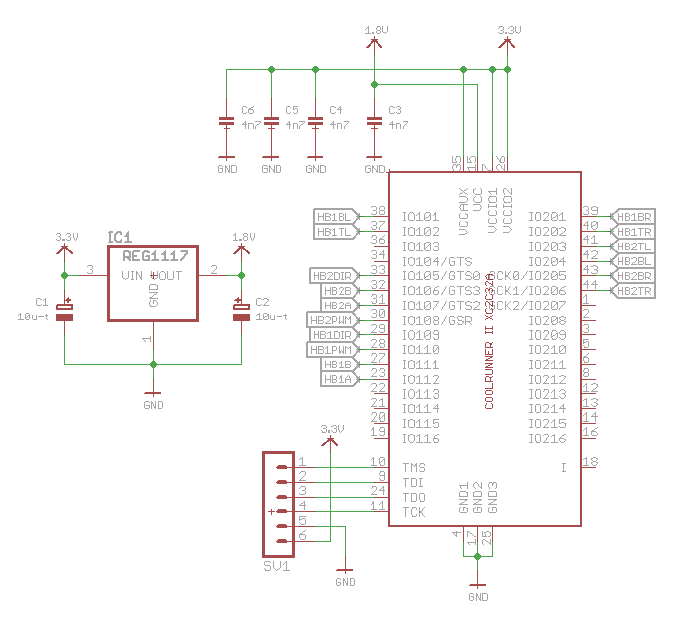 1.8V
3.3V
C6
4n7
C5
4n7
C4
4n7
C3
4n7
GND
GND
GND
GND
35
15
7
26
VCCAUX
VCC
VCCIO1
VCCIO2
HB1BL
38
IO101
HB1TL
37
IO102
36
IO103
34
IO104/GTS
HB2DIR
33
IO105/GTS0
HB2B
32
IO106/GTS3
HB2A
31
IO107/GTS2
HB2PWM
30
IO108/GSR
HB1DIR
29
IO109
HB1PWM
28
IO110
HB1B
27
IO111
HB1A
23
IO112
22
IO113
21
IO114
20
IO115
19
IO116
IO201
39
HB1BR
IO202
40
HB1TR
IO203
41
HB2TL
IO204
42
HB2BL
GCK0/IO205
43
HB2BR
GCK1/IO206
44
HB2TR
GCK2/IO207
1
IO208
2
IO209
3
IO210
5
IO211
6
IO212
8
IO213
12
IO214
13
IO215
14
IO216
16
I
18
COOLRUNNER II XC2C32A
10
TMS
9
TDI
24
TDO
11
TCK
GND1
GND2
GND3
4
17
25
GND
3.3V
IC1
1.8V
REG1117
3
VIN
VOUT
2
GND
1
C1
10u-t
C2
10u-t
GND
3.3V
1
2
3
4
5
6
SV1
GND